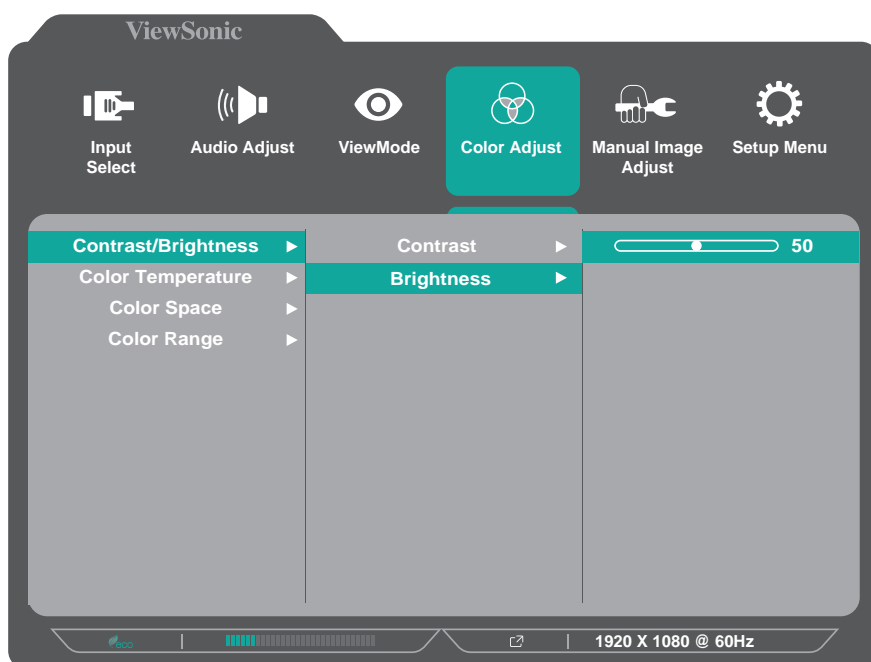 ViewSonic
Input
Select
Audio Adjust
ViewMode
Color Adjust
Manual Image
Adjust
Setup Menu
Contrast/Brightness
Color Temperature
Color Space
Color Range
Contrast
Brightness
50
eco
1920 X 1080 @ 60Hz